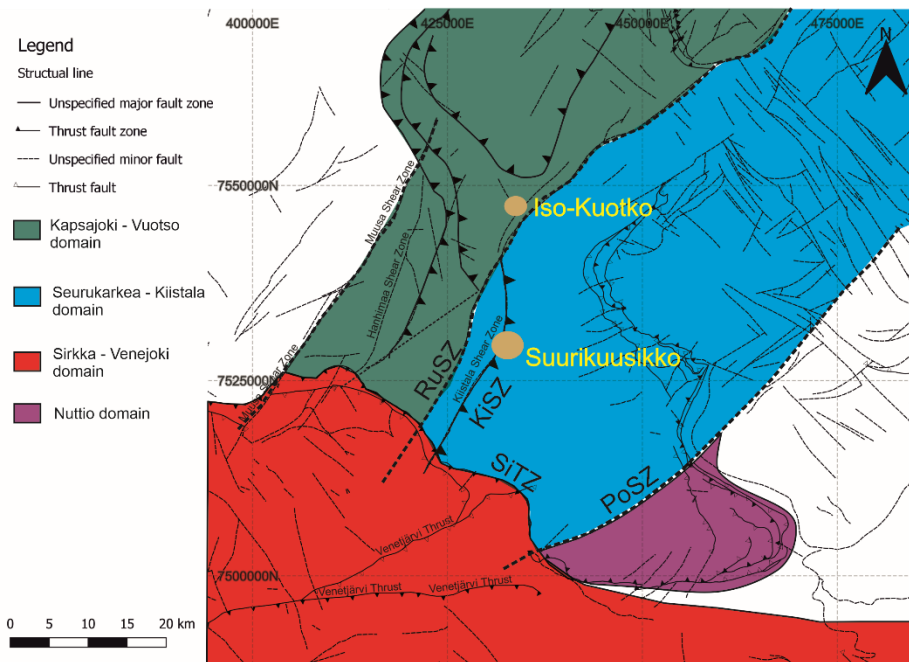 400000E
425000E
450000E
475000E
N
Legend
Structual line
Unspecified major fault zone
Thrust fault zone
Unspecified minor fault
Thrust fault
Kapsajoki - Vuotso
domain
Seurukarkea - Kiistala
domain
Sirkka - Venejoki
domain
Nuttio domain
7550000N
7525000N
7500000N
Muusa Shear Zone
Hanhimaa Shear Zone
Muusa Shear Zone
Iso-Kuotko
Suurikuusikko
RuSZ
Kiistala Shear Zone
KiSZ
SiTZ
PoSZ
Venetjärvi Thrust
Venetjärvi Thrust
Venetjärvi Thrust
0 5 10 15 20 km